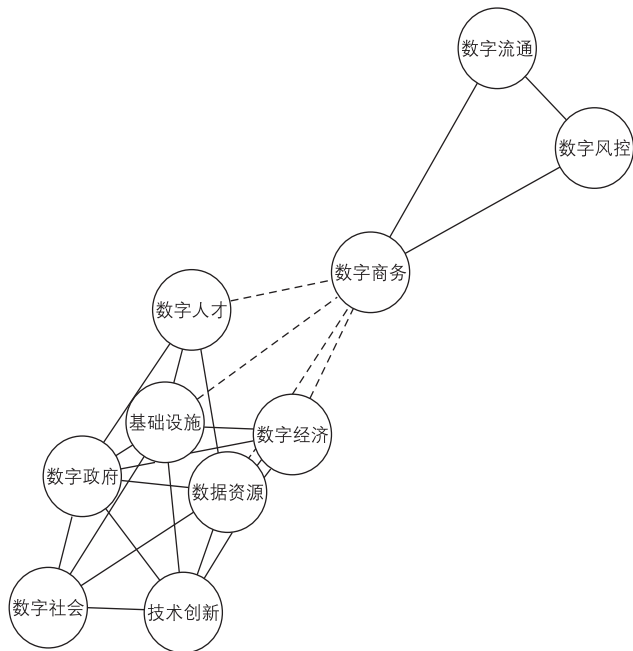 数字流通
数字风控
数字商务
数字人才
基础设施
数字经济
数字政府
数据资源
数字社会
技术创新